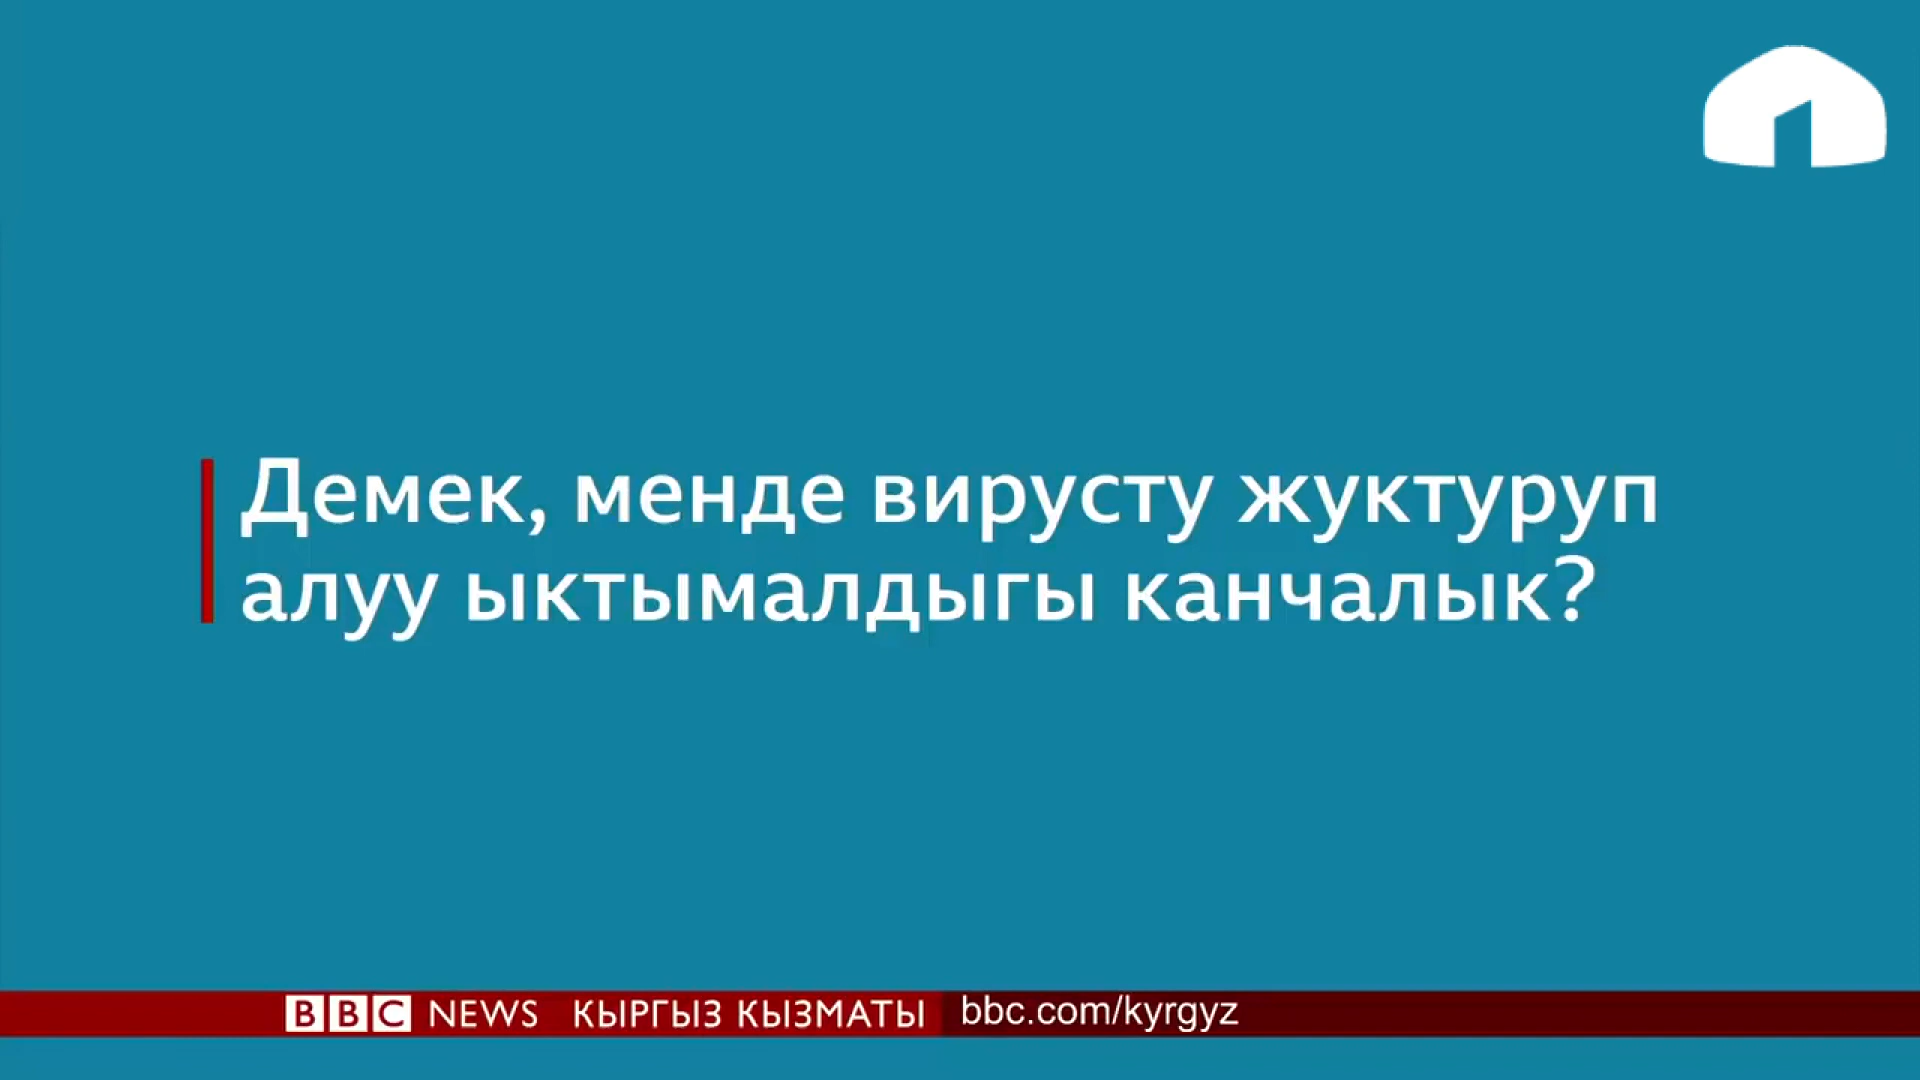 Демек, менде вирусту жуктуруп
алуу ыктымалдыгы канчалык?
BBC NEWS КЫРГЫЗ КЫЗМАТЫ bbc.com/kyrgyz